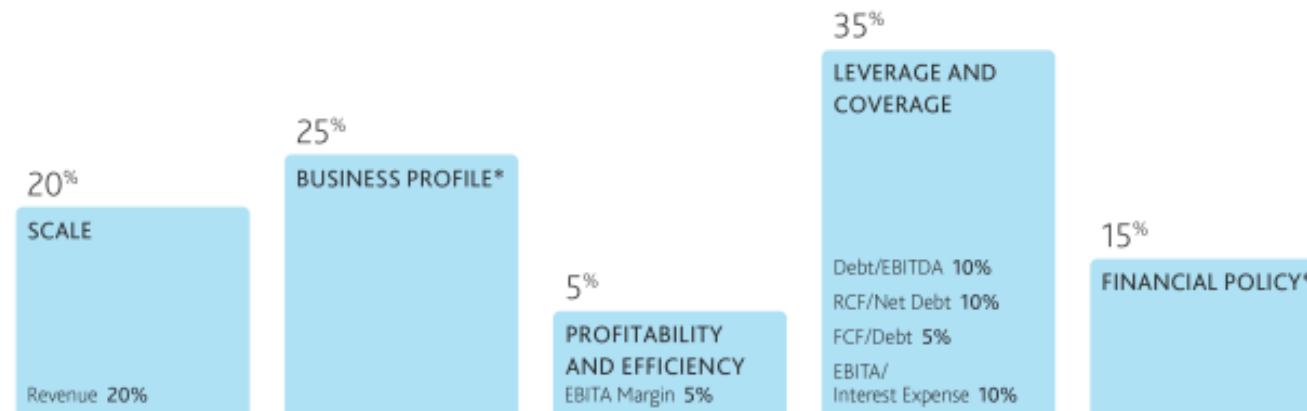 20%
SCALE
Revenue 20%
25%
BUSINESS PROFILE*
5%
PROFITABILITY
AND EFFICIENCY
EBITA Margin 5%
35%
LEVERAGE AND
COVERAGE
Debt/EBITDA 10%
RCF/Net Debt 10%
FCF/Debt 5%
EBITA/
Interest Expense 10%
15%
FINANCIAL POLICY*